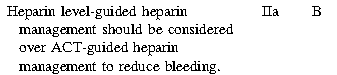 Heparin level-guided heparin IIa B
management should be considered
over ACT-guided heparin
management to reduce bleeding.